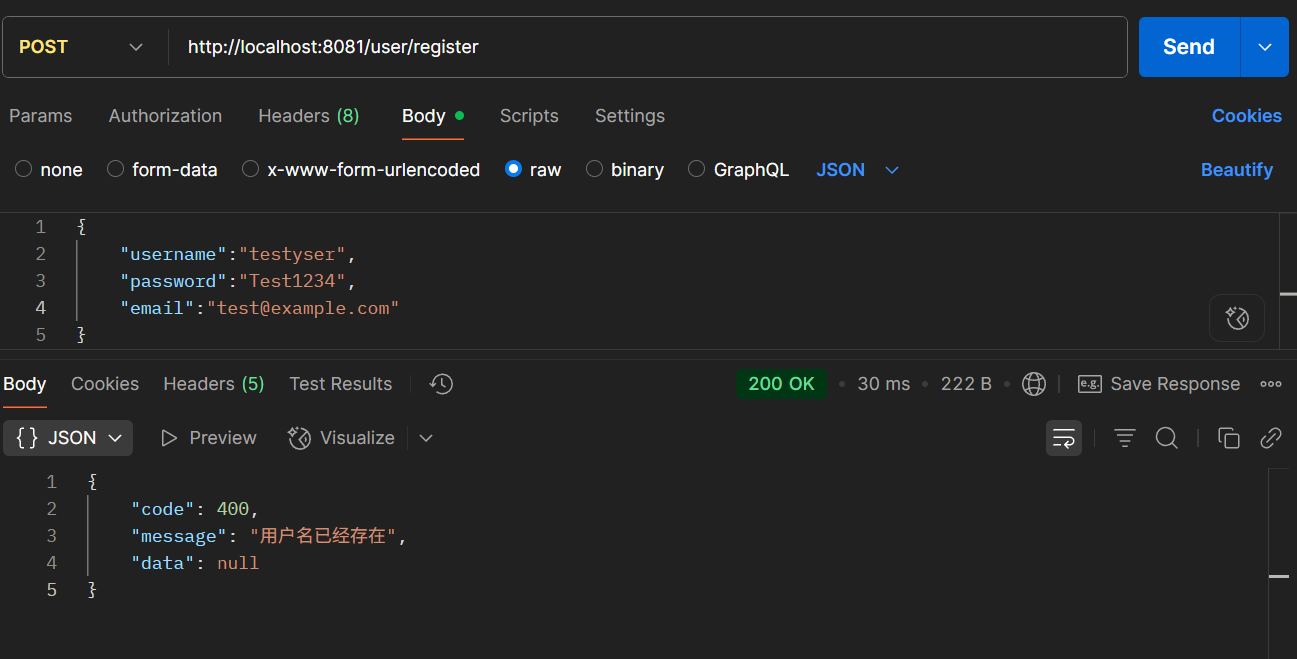 POST http://localhost:8081/user/register Send
Params Authorization Headers (8) Body Scripts Settings Cookies
none form-data x-www-form-urlencoded raw binary GraphQL JSON Beautify
1 {
2 "username":"testyser",
3 "password":"Test1234",
4 "email":"test@example.com"
5 }
Body Cookies Headers (5) Test Results 200 OK 30 ms 222 B e.g. Save Response
{} JSON Preview Visualize
1 {
2 "code": 400,
3 "message": "用户名已经存在",
4 "data": null
5 }